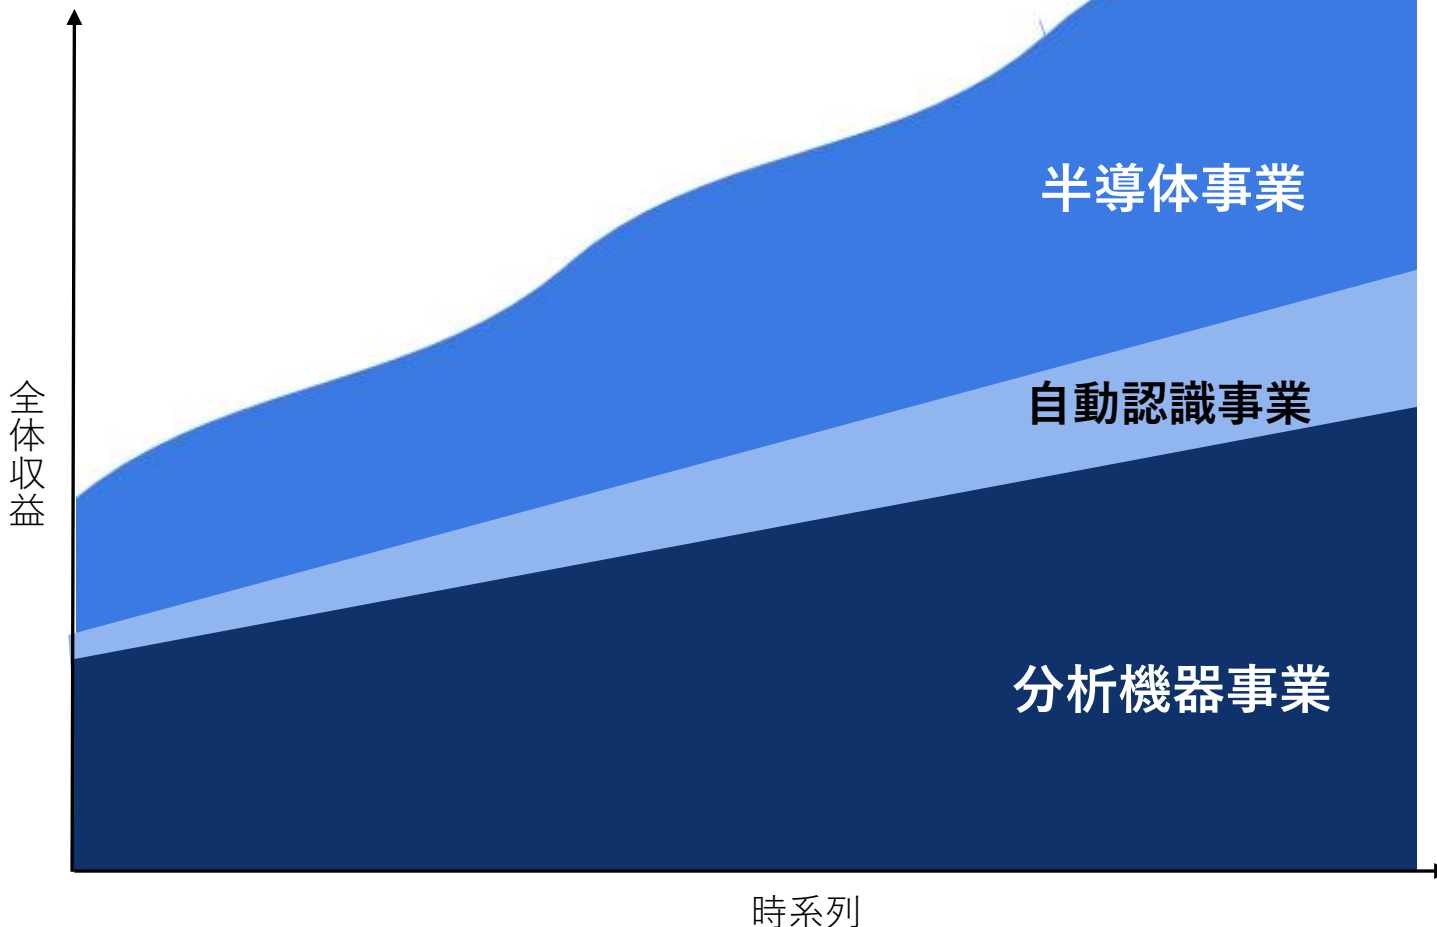 半導体事業
自動認識事業
全体収益
分析機器事業
時系列